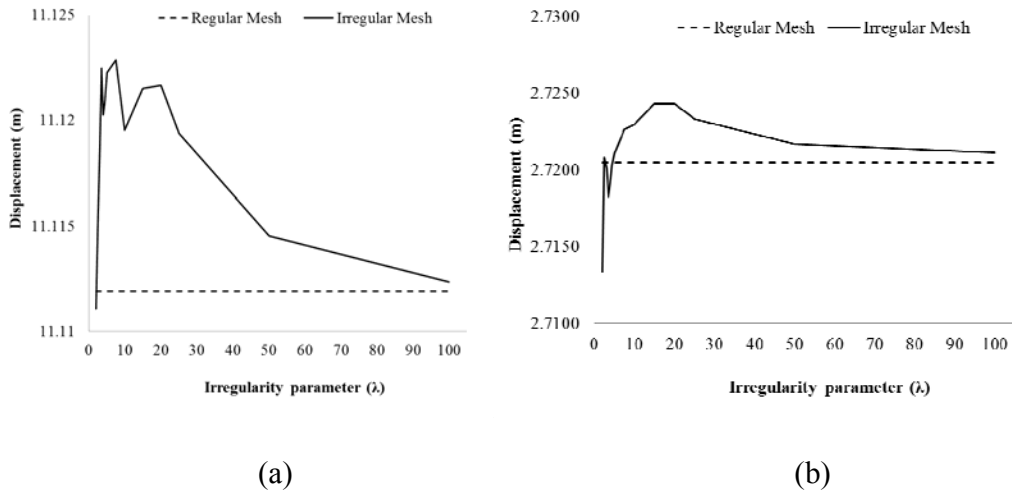 11.125
Regular Mesh
Irregular Mesh
11.12
11.115
11.11
Displacement (m)
0 10 20 30 40 50 60 70 80 90 100
Irregularity parameter (λ)
(a)
2.7300
Regular Mesh
Irregular Mesh
2.7250
2.7200
2.7150
2.7100
Displacement (m)
0 10 20 30 40 50 60 70 80 90 100
Irregularity parameter (λ)
(b)